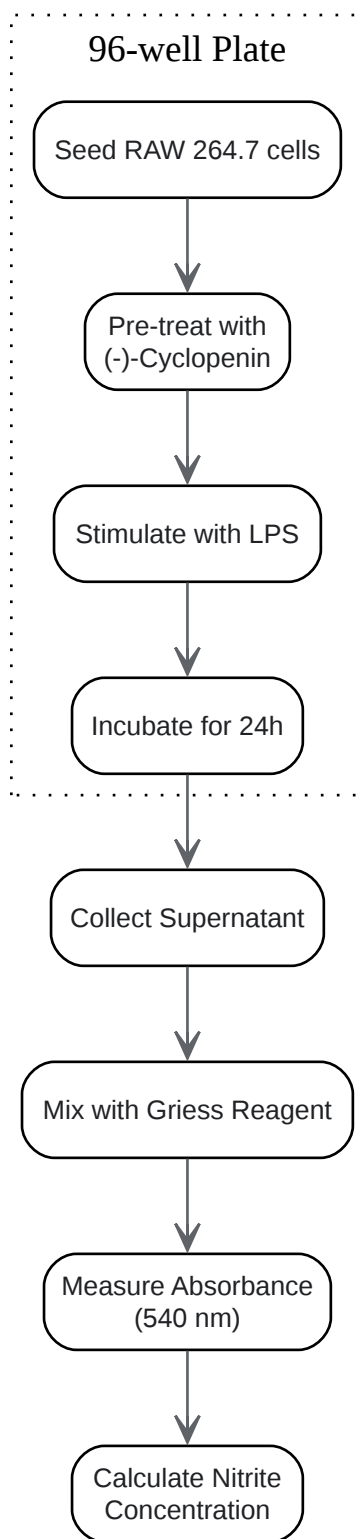 96-well Plate
Seed RAW 264.7 cells
Pre-treat with
(-)-Cyclopenin
Stimulate with LPS
Incubate for 24h
Collect Supernatant
Mix with Griess Reagent
Measure Absorbance
(540 nm)
Calculate Nitrite
Concentration